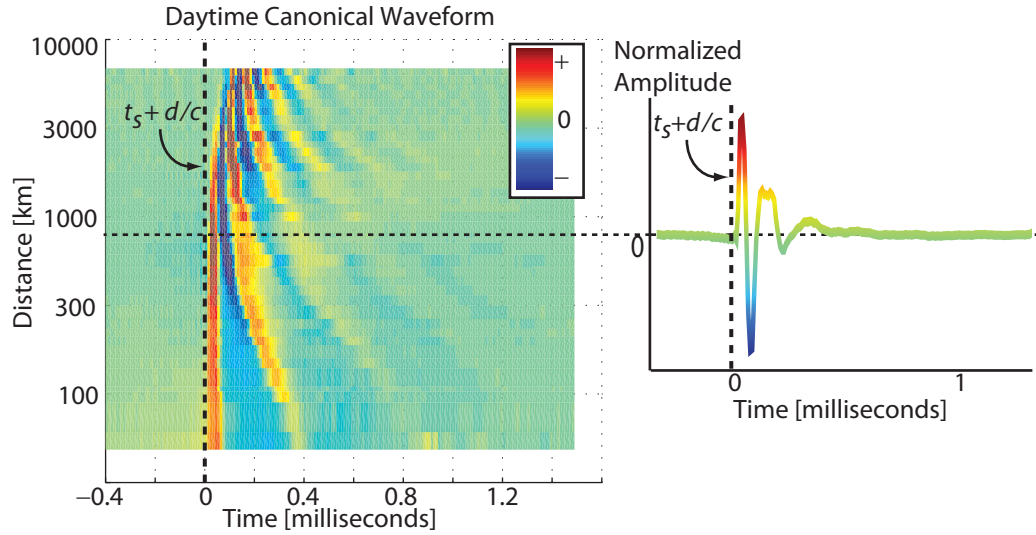 Daytime Canonical Waveform
10000
3000
1000
300
100
Distance [km]
t_s + d/c
+
0
−
−0.4 0 0.4 0.8 1.2
Time [milliseconds]
Normalized
Amplitude
t_s + d/c
0
0 1
Time [milliseconds]